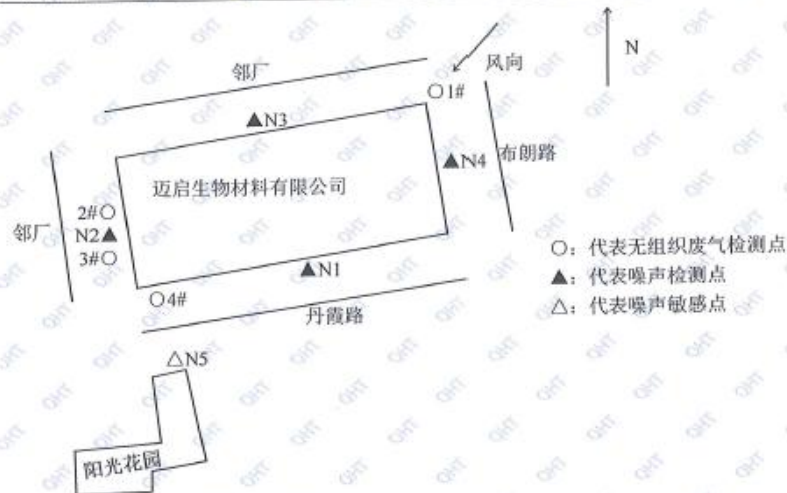 N
风向
邻厂
○1#
▲N3
▲N4
布朗路
迈启生物材料有限公司
2#○
邻厂
N2▲
3#○
○:代表无组织废气检测点
▲N1
▲:代表噪声检测点
○4#
△:代表噪声敏感点
丹霞路
△N5
阳光花园
QHT